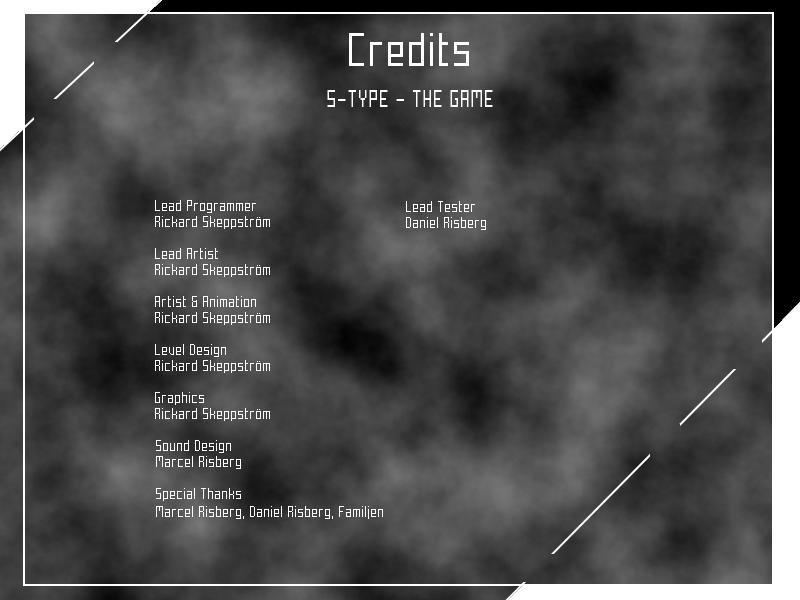 Credits
S-TYPE - THE GAME
Lead Programmer
Rickard Skeppström
Lead Artist
Rickard Skeppström
Artist & Animation
Rickard Skeppström
Level Design
Rickard Skeppström
Graphics
Rickard Skeppström
Sound Design
Marcel Risberg
Special Thanks
Marcel Risberg, Daniel Risberg, Familjen
Lead Tester
Daniel Risberg